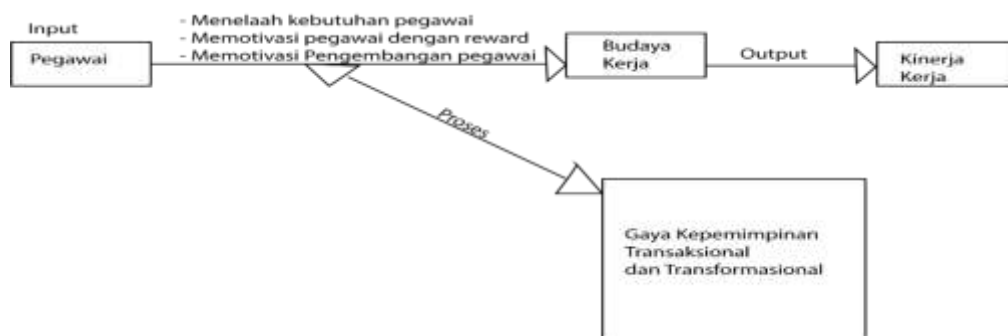 Input
Pegawai
- Menelaah kebutuhan pegawai
- Memotivasi pegawai dengan reward
- Memotivasi Pengembangan pegawai
Budaya
Kerja
Output
Kinerja
Kerja
Proses
Gaya Kepemimpinan
Transaksional
dan Transformasional